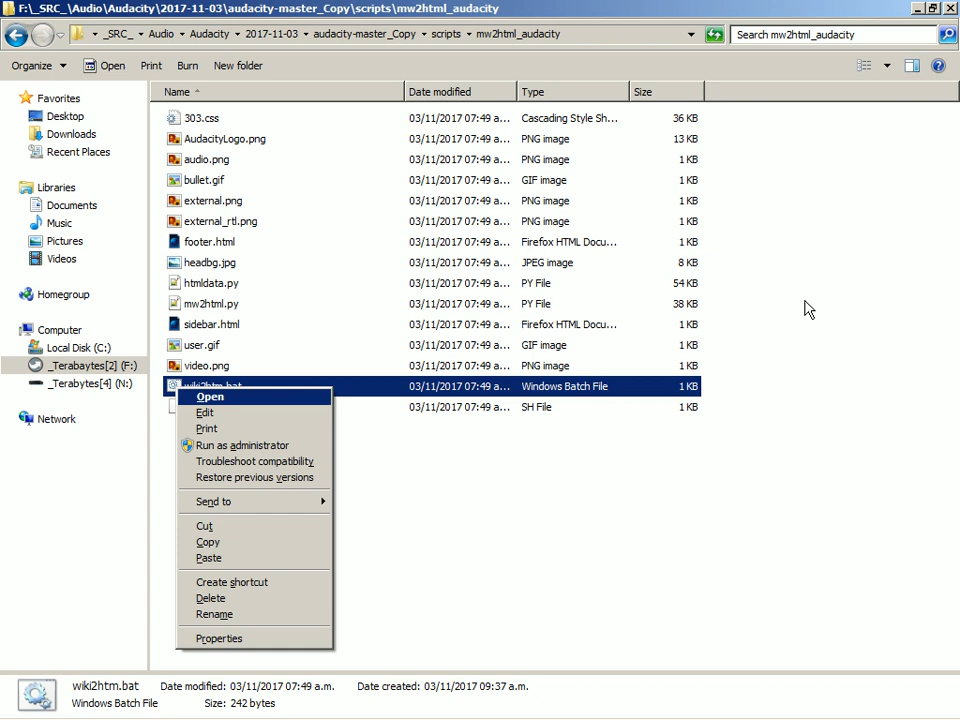 F:\_SRC_\Audio\Audacity\2017-11-03\audacity-master_Copy\scripts\mw2html_audacity
_SRC_ Audio Audacity 2017-11-03 audacity-master_Copy scripts mw2html_audacity Search mw2html_audacity
Organize Open Print Burn New folder
Name Date modified Type Size
Favorites
Desktop
Downloads
Recent Places
Libraries
Documents
Music
Pictures
Videos
Homegroup
Computer
Local Disk (C:)
_Terabaytes[2] (F:)
_Terabytes[4] (N:)
Network
303.css 03/11/2017 07:49 a... Cascading Style Sh... 36 KB
AudacityLogo.png 03/11/2017 07:49 a... PNG image 13 KB
audio.png 03/11/2017 07:49 a... PNG image 1 KB
bullet.gif 03/11/2017 07:49 a... GIF image 1 KB
external.png 03/11/2017 07:49 a... PNG image 1 KB
external_rtl.png 03/11/2017 07:49 a... PNG image 1 KB
footer.html 03/11/2017 07:49 a... Firefox HTML Docu... 1 KB
headbg.jpg 03/11/2017 07:49 a... JPEG image 8 KB
htmldata.py 03/11/2017 07:49 a... PY File 54 KB
mw2html.py 03/11/2017 07:49 a... PY File 38 KB
sidebar.html 03/11/2017 07:49 a... Firefox HTML Docu... 1 KB
user.gif 03/11/2017 07:49 a... GIF image 1 KB
video.png 03/11/2017 07:49 a... PNG image 1 KB
wiki2htm.bat 03/11/2017 07:49 a... Windows Batch File 1 KB
03/11/2017 07:49 a... SH File 1 KB
Open
Edit
Print
Run as administrator
Troubleshoot compatibility
Restore previous versions
Send to
Cut
Copy
Paste
Create shortcut
Delete
Rename
Properties
wiki2htm.bat Date modified: 03/11/2017 07:49 a.m. Date created: 03/11/2017 09:37 a.m.
Windows Batch File Size: 242 bytes